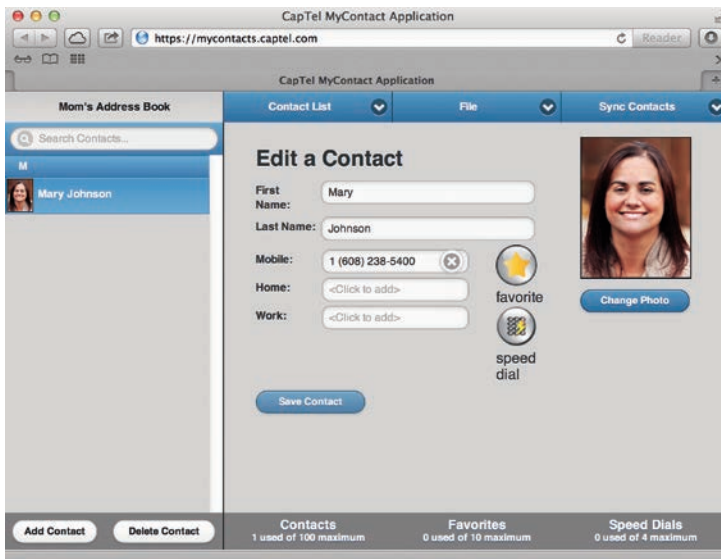 CapTel MyContact Application
https://mycontacts.captel.com
Reader
CapTel MyContact Application
Mom's Address Book
Contact List
File
Sync Contacts
Search Contacts...
M
Mary Johnson
Edit a Contact
First Name:
Mary
Last Name:
Johnson
Mobile:
1 (608) 238-5400
Home:
<Click to add>
Work:
<Click to add>
favorite
speed
dial
Change Photo
Save Contact
Add Contact
Delete Contact
Contacts
1 used of 100 maximum
Favorites
0 used of 10 maximum
Speed Dials
0 used of 4 maximum